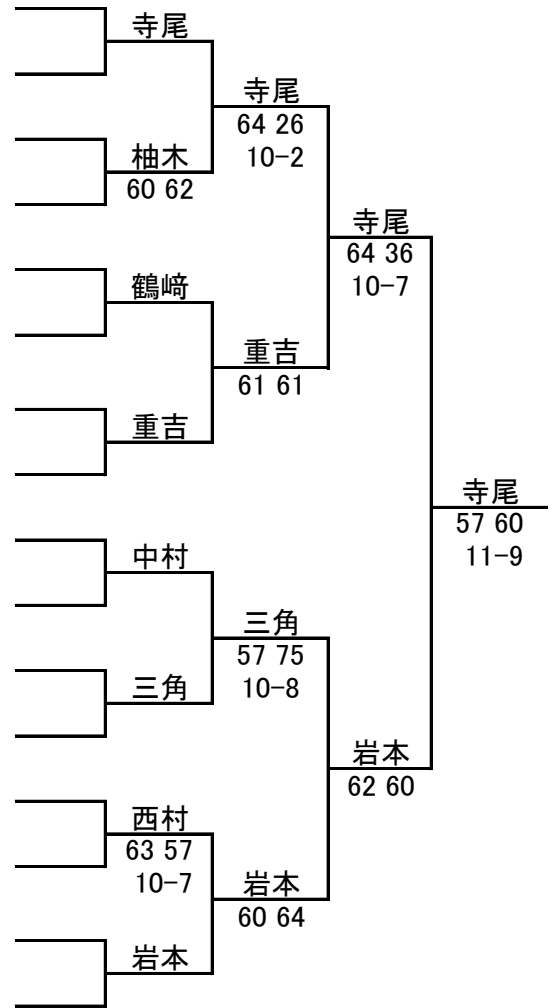 寺尾
寺尾
64 26
10-2
柚木
60 62
寺尾
64 36
10-7
鶴﨑
重吉
61 61
重吉
寺尾
57 60
11-9
中村
三角
57 75
10-8
三角
岩本
62 60
西村
63 57
10-7
岩本
60 64
岩本